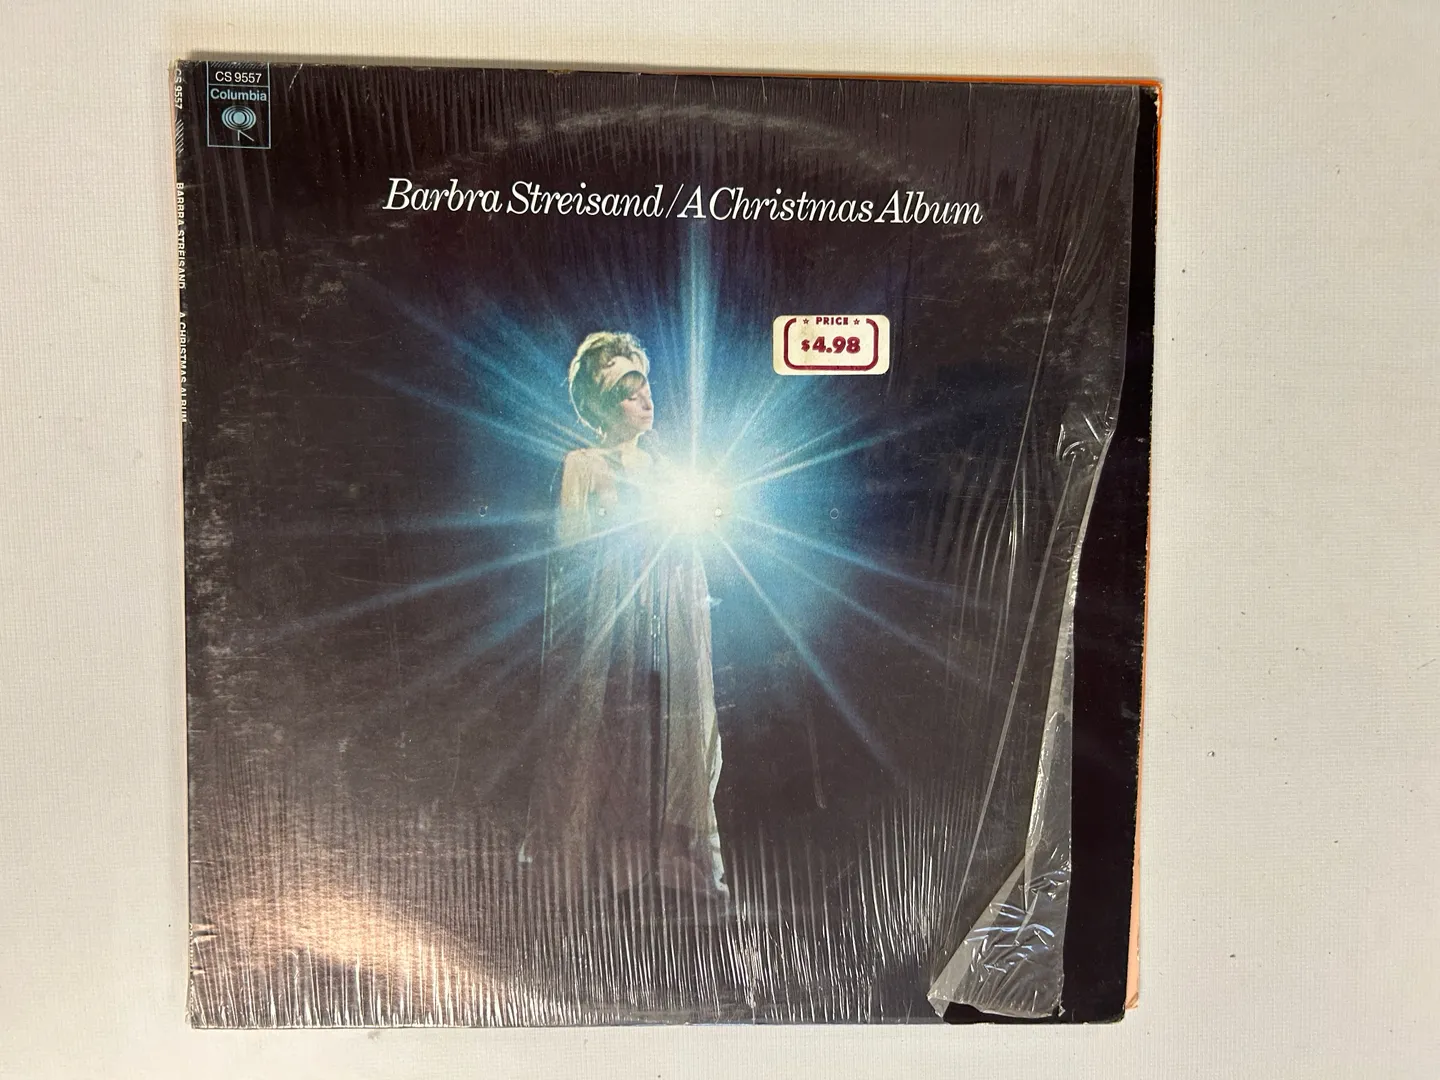 CS 9557
Columbia
CS 9557
BARBRA STREISAND A CHRISTMAS ALBUM
Barbra Streisand/A Christmas Album
★ PRICE ★
$4.98